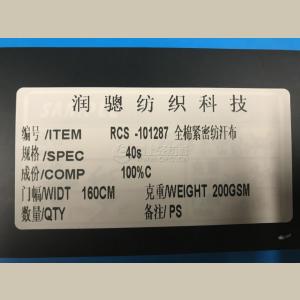 润骢纺织科技
编号/ITEM RCS -101287 全棉紧密纺汗布
规格/SPEC 40s
成份/COMP 100%C
门幅/WIDT 160CM 克重/WEIGHT 200GSM
数量/QTY 备注/PS